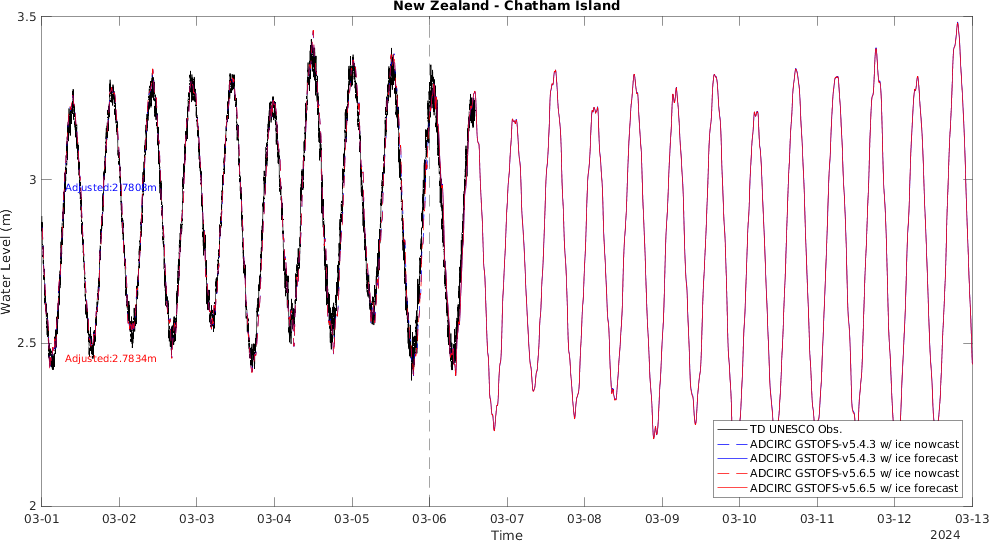 New Zealand - Chatham Island
3.5
3
2.5
2
Water Level (m)
Adjusted:2.7808m
Adjusted:2.7834m
TD UNESCO Obs.
ADCIRC GSTOFS-v5.4.3 w/ ice nowcast
ADCIRC GSTOFS-v5.4.3 w/ ice forecast
ADCIRC GSTOFS-v5.6.5 w/ ice nowcast
ADCIRC GSTOFS-v5.6.5 w/ ice forecast
03-01 03-02 03-03 03-04 03-05 03-06 03-07 03-08 03-09 03-10 03-11 03-12 03-13
Time
2024